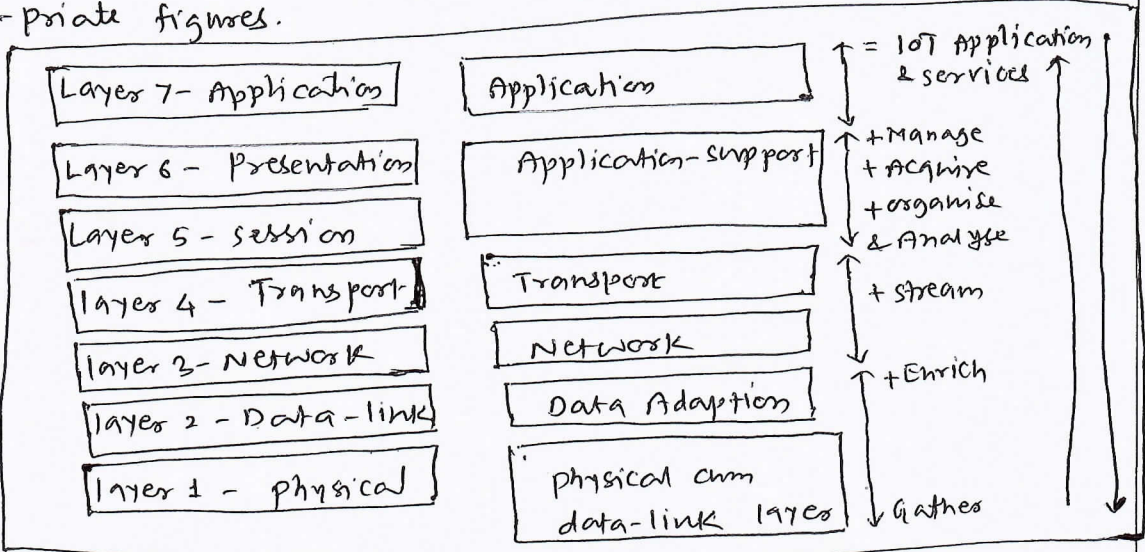 -priate figures.
Layer 7- Application
Application
↑ = IOT Application
& services
Layer 6 - Presentation
Application-support
+Manage
+ Acquire
+organise
& Analyse
Layer 5 - session
layer 4 - Transport
Transport
+ stream
layer 3- Network
Network
+Enrich
layer 2 - Data-link
Data Adaption
layer 1 - physical
physical cum
data-link layer
Gather